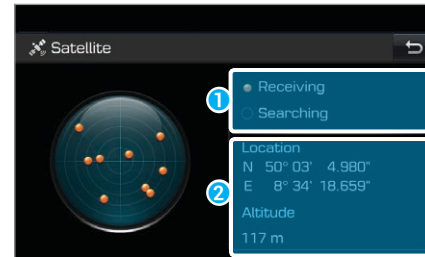 Satellite
1
Receiving
Searching
2
Location
N 50° 03' 4.980"
E 8° 34' 18.659"
Altitude
117 m